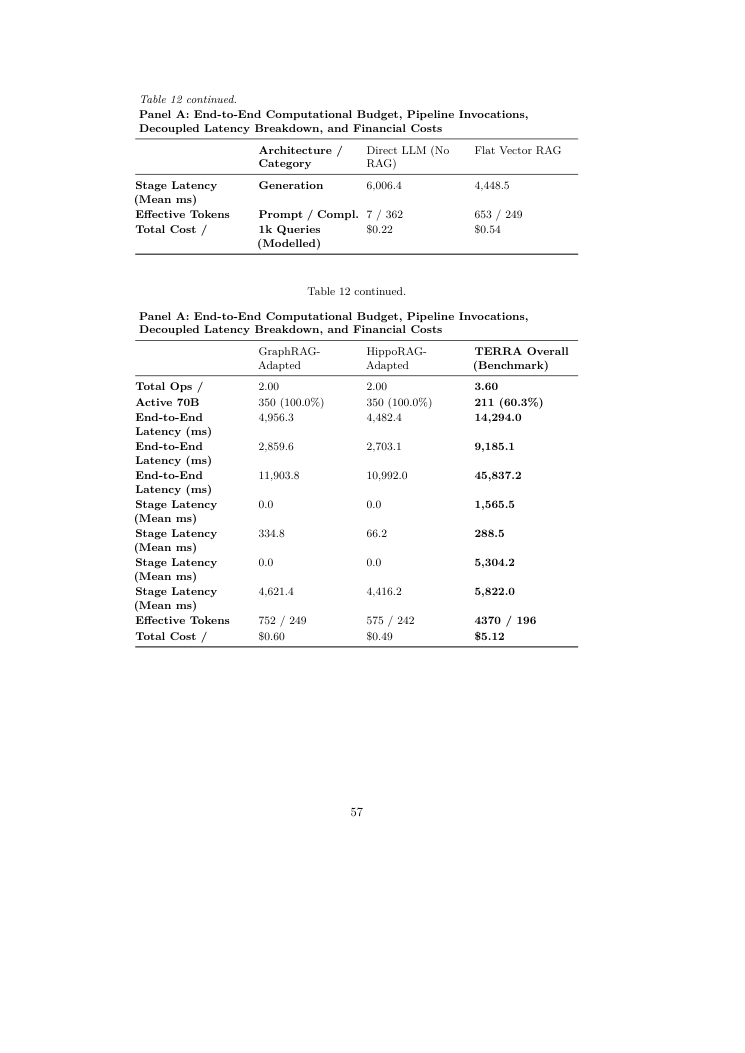 Table 12 continued.
Panel A: End-to-End Computational Budget, Pipeline Invocations,
Decoupled Latency Breakdown, and Financial Costs
Architecture / Direct LLM (No Flat Vector RAG
Category RAG)
Stage Latency Generation 6,006.4 4,448.5
(Mean ms)
Effective Tokens Prompt / Compl. 7 / 362 653 / 249
Total Cost / 1k Queries $0.22 $0.54
(Modelled)
Table 12 continued.
Panel A: End-to-End Computational Budget, Pipeline Invocations,
Decoupled Latency Breakdown, and Financial Costs
GraphRAG- HippoRAG- TERRA Overall
Adapted Adapted (Benchmark)
Total Ops / 2.00 2.00 3.60
Active 70B 350 (100.0%) 350 (100.0%) 211 (60.3%)
End-to-End 4,956.3 4,482.4 14,294.0
Latency (ms)
End-to-End 2,859.6 2,703.1 9,185.1
Latency (ms)
End-to-End 11,903.8 10,992.0 45,837.2
Latency (ms)
Stage Latency 0.0 0.0 1,565.5
(Mean ms)
Stage Latency 334.8 66.2 288.5
(Mean ms)
Stage Latency 0.0 0.0 5,304.2
(Mean ms)
Stage Latency 4,621.4 4,416.2 5,822.0
(Mean ms)
Effective Tokens 752 / 249 575 / 242 4370 / 196
Total Cost / $0.60 $0.49 $5.12
57